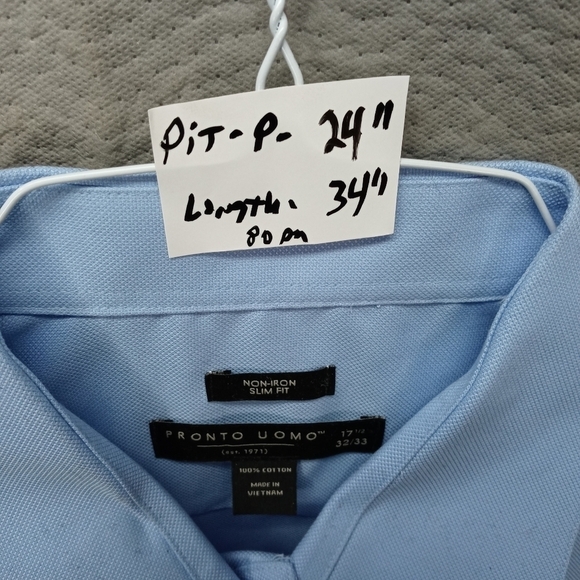 PiT-P- 24"
Length. 34"
80 pm
NON-IRON
SLIM FIT
PRONTO UOMO™ 17 1/2
(est. 1971) 32/33
100% COTTON
MADE IN
VIETNAM